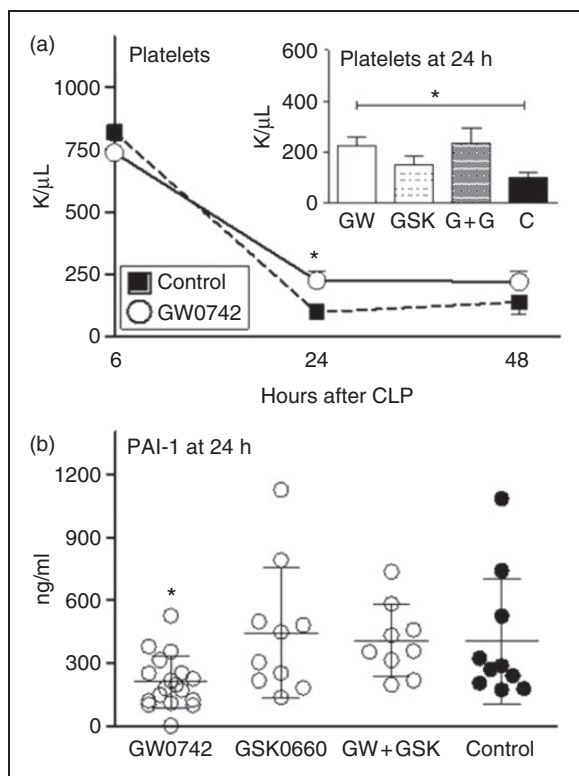 (a) Platelets
K/μL
1000
750
500
250
0
6
24
48
*
Control
GW0742
Hours after CLP
Platelets at 24 h
K/μL
600
400
200
0
*
GW GSK G+G C
(b) PAI-1 at 24 h
ng/ml
1200
900
600
300
0
*
GW0742 GSK0660 GW+GSK Control